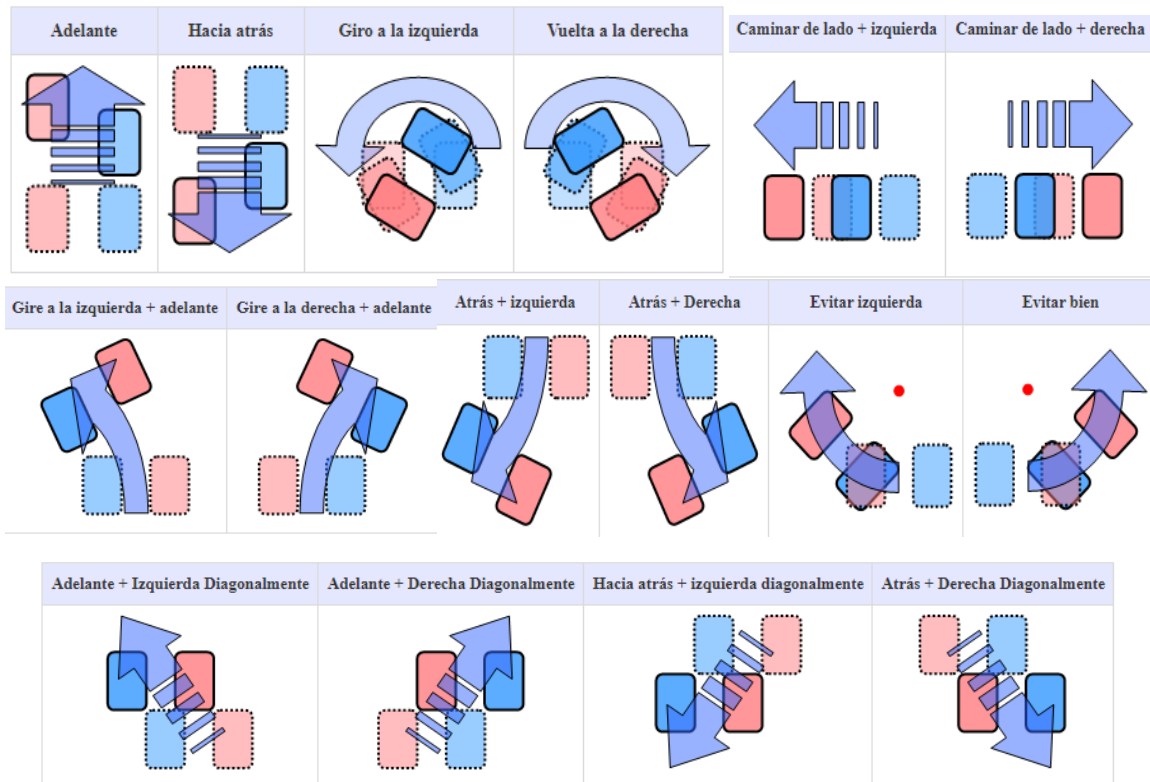 Adelante
Hacia atrás
Giro a la izquierda
Vuelta a la derecha
Caminar de lado + izquierda
Caminar de lado + derecha
Gire a la izquierda + adelante
Gire a la derecha + adelante
Atrás + izquierda
Atrás + Derecha
Evitar izquierda
Evitar bien
Adelante + Izquierda Diagonalmente
Adelante + Derecha Diagonalmente
Hacia atrás + izquierda diagonalmente
Atrás + Derecha Diagonalmente